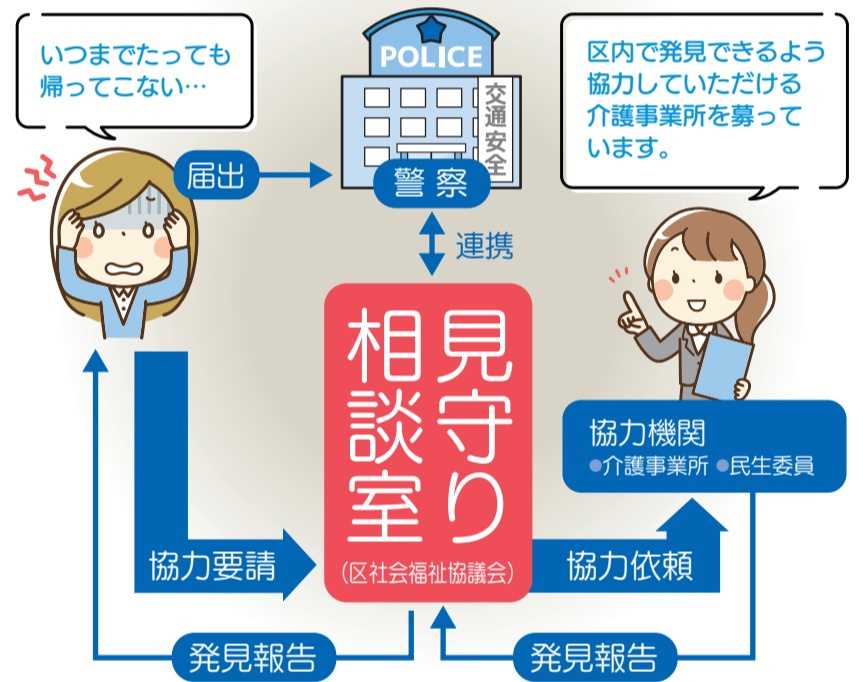 いつまでたっても
帰ってこない…
POLICE
交通安全
警察
区内で発見できるよう
協力していただける
介護事業所を募って
います。
届出
連携
見守り
相談室
(区社会福祉協議会)
協力機関
●介護事業所 ●民生委員
協力要請
協力依頼
発見報告
発見報告